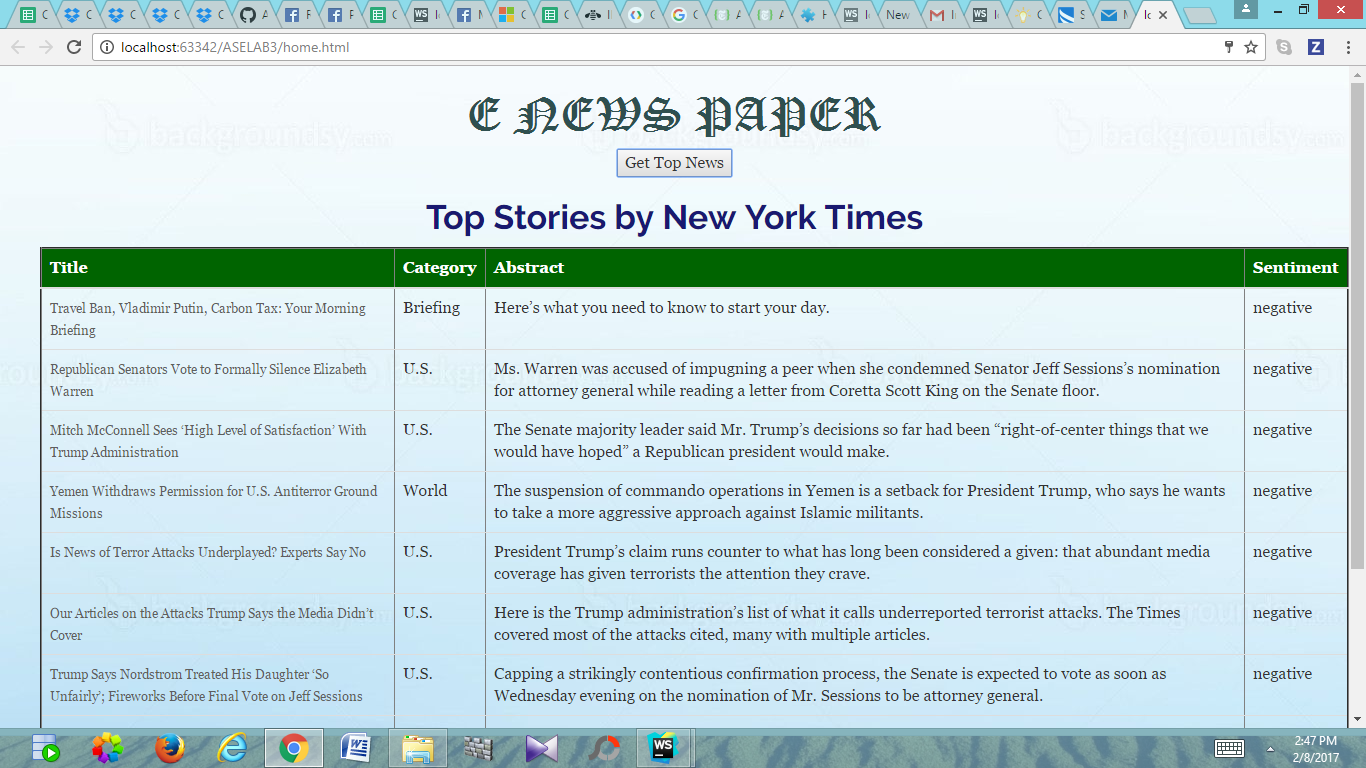 localhost:63342/ASELAB3/home.html
E NEWS PAPER
Get Top News
Top Stories by New York Times
Title Category Abstract Sentiment
Travel Ban, Vladimir Putin, Carbon Tax: Your Morning Briefing Here’s what you need to know to start your day. negative
Briefing
Republican Senators Vote to Formally Silence Elizabeth U.S. Ms. Warren was accused of impugning a peer when she condemned Senator Jeff Sessions’s nomination negative
Warren for attorney general while reading a letter from Coretta Scott King on the Senate floor.
Mitch McConnell Sees ‘High Level of Satisfaction’ With U.S. The Senate majority leader said Mr. Trump’s decisions so far had been “right-of-center things that we negative
Trump Administration would have hoped” a Republican president would make.
Yemen Withdraws Permission for U.S. Antiterror Ground World The suspension of commando operations in Yemen is a setback for President Trump, who says he wants negative
Missions to take a more aggressive approach against Islamic militants.
Is News of Terror Attacks Underplayed? Experts Say No U.S. President Trump’s claim runs counter to what has long been considered a given: that abundant media negative
coverage has given terrorists the attention they crave.
Our Articles on the Attacks Trump Says the Media Didn’t U.S. Here is the Trump administration’s list of what it calls underreported terrorist attacks. The Times negative
Cover covered most of the attacks cited, many with multiple articles.
Trump Says Nordstrom Treated His Daughter ‘So U.S. Capping a strikingly contentious confirmation process, the Senate is expected to vote as soon as negative
Unfairly’; Fireworks Before Final Vote on Jeff Sessions Wednesday evening on the nomination of Mr. Sessions to be attorney general.
backgroundsy.com
2:47 PM
2/8/2017